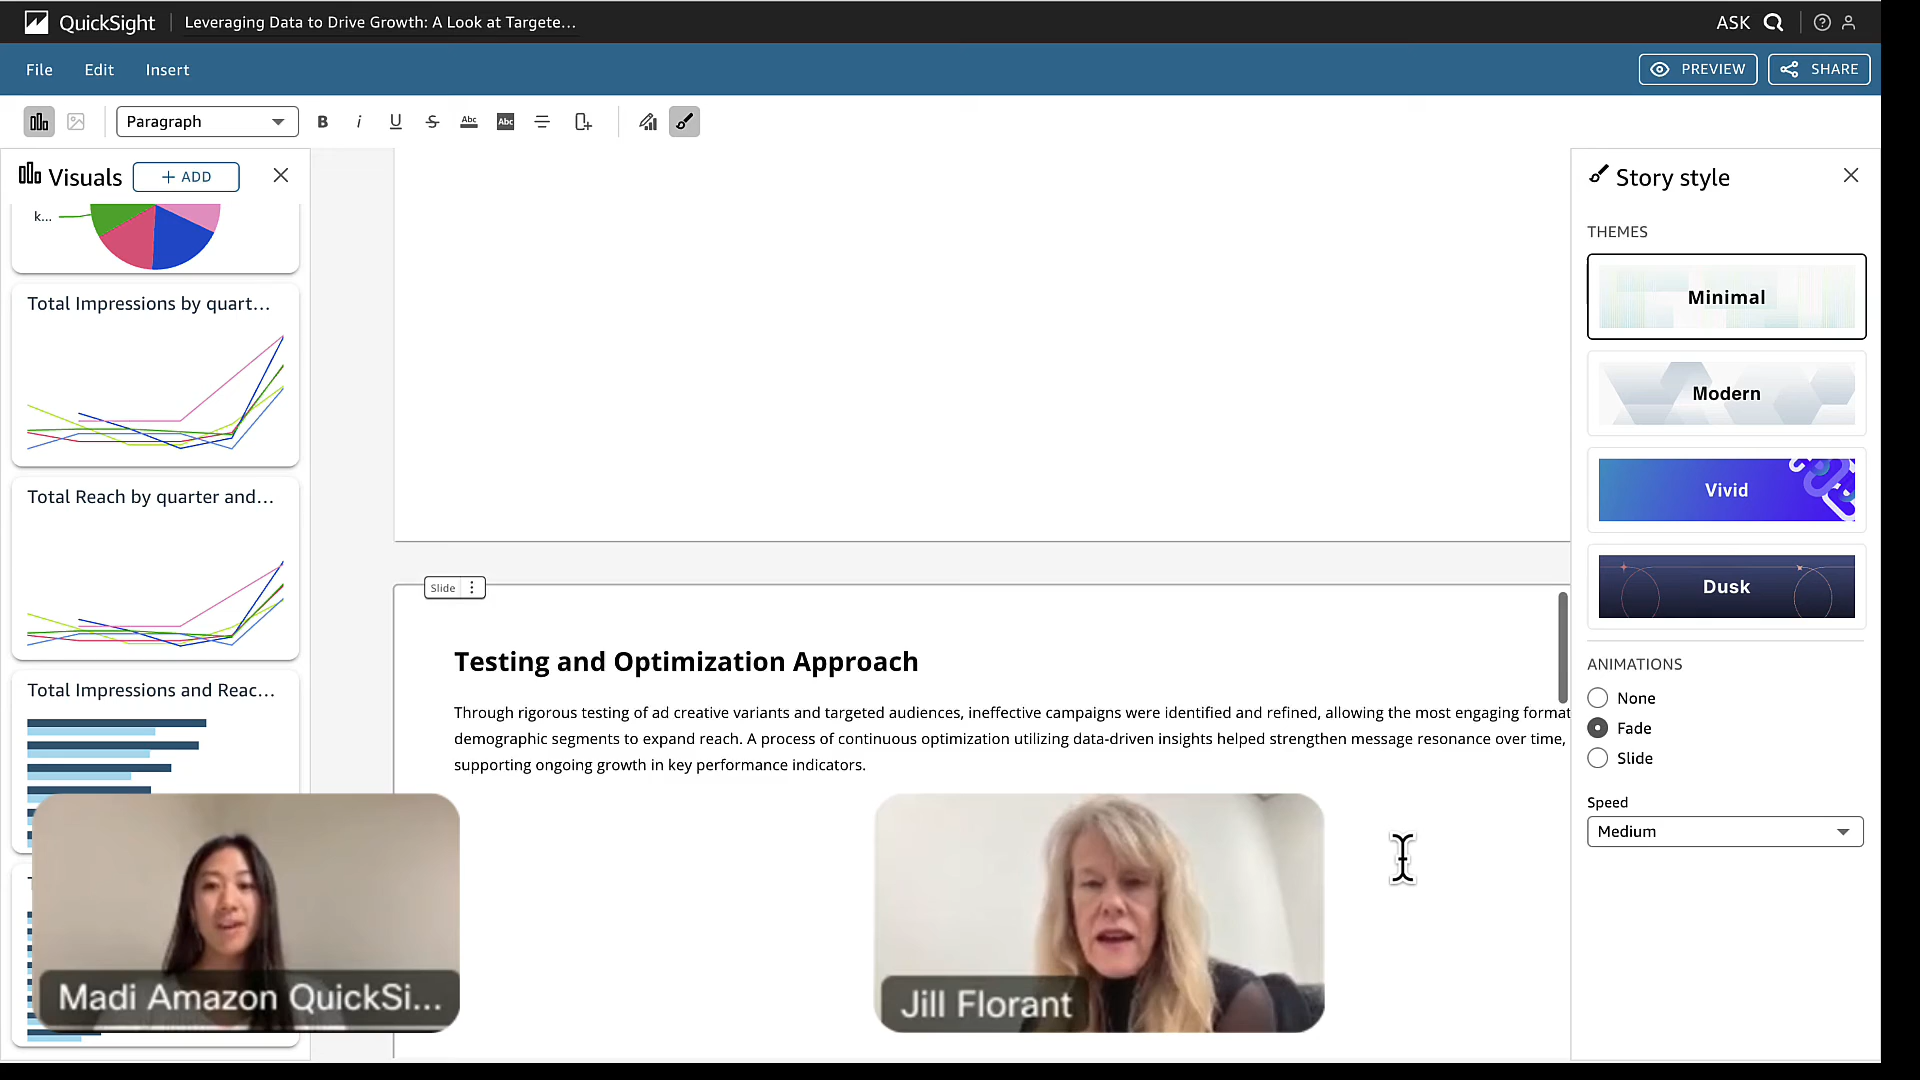 QuickSight
Leveraging Data to Drive Growth: A Look at Targete...
ASK
File
Edit
Insert
PREVIEW
SHARE
Paragraph
B
i
U
S
Abc
Abc
Visuals
+ ADD
k...
Total Impressions by quart...
Total Reach by quarter and...
Total Impressions and Reac...
Slide
Testing and Optimization Approach
Through rigorous testing of ad creative variants and targeted audiences, ineffective campaigns were identified and refined, allowing the most engaging format
demographic segments to expand reach. A process of continuous optimization utilizing data-driven insights helped strengthen message resonance over time,
supporting ongoing growth in key performance indicators.
Madi Amazon QuickSi...
Jill Florant
Story style
THEMES
Minimal
Modern
Vivid
Dusk
ANIMATIONS
None
Fade
Slide
Speed
Medium